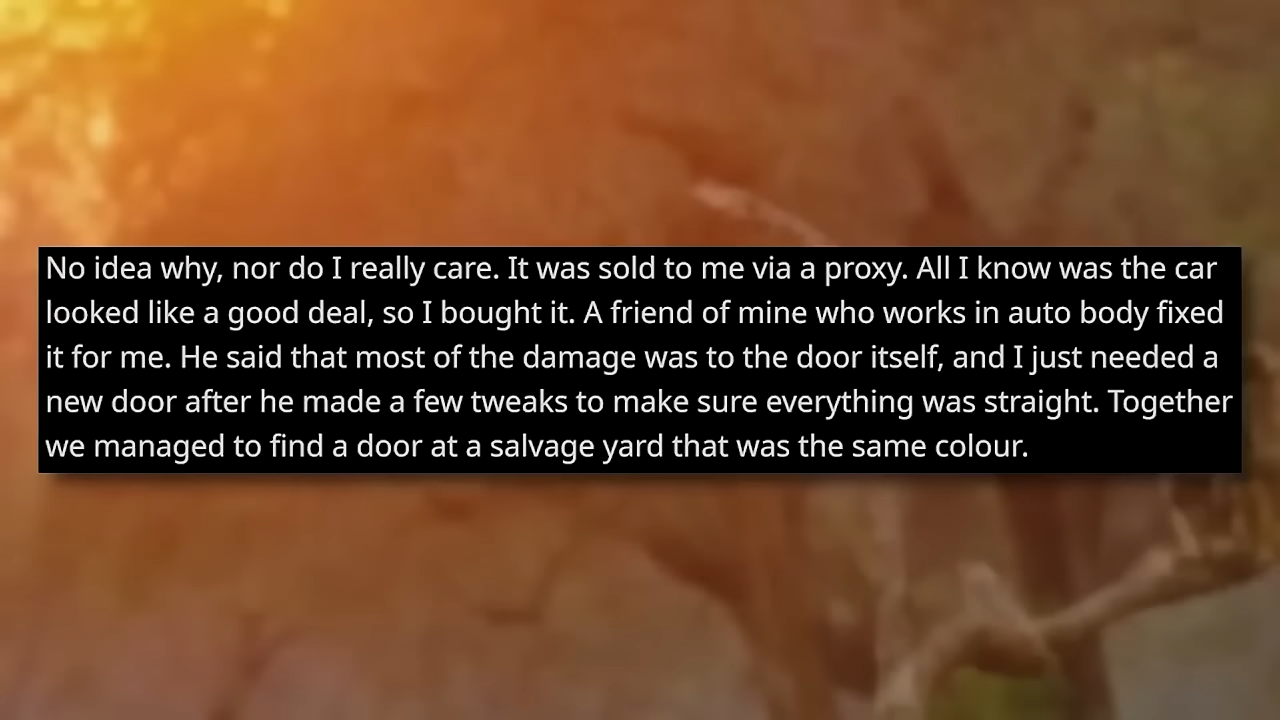 No idea why, nor do I really care. It was sold to me via a proxy. All I know was the car
looked like a good deal, so I bought it. A friend of mine who works in auto body fixed
it for me. He said that most of the damage was to the door itself, and I just needed a
new door after he made a few tweaks to make sure everything was straight. Together
we managed to find a door at a salvage yard that was the same colour.